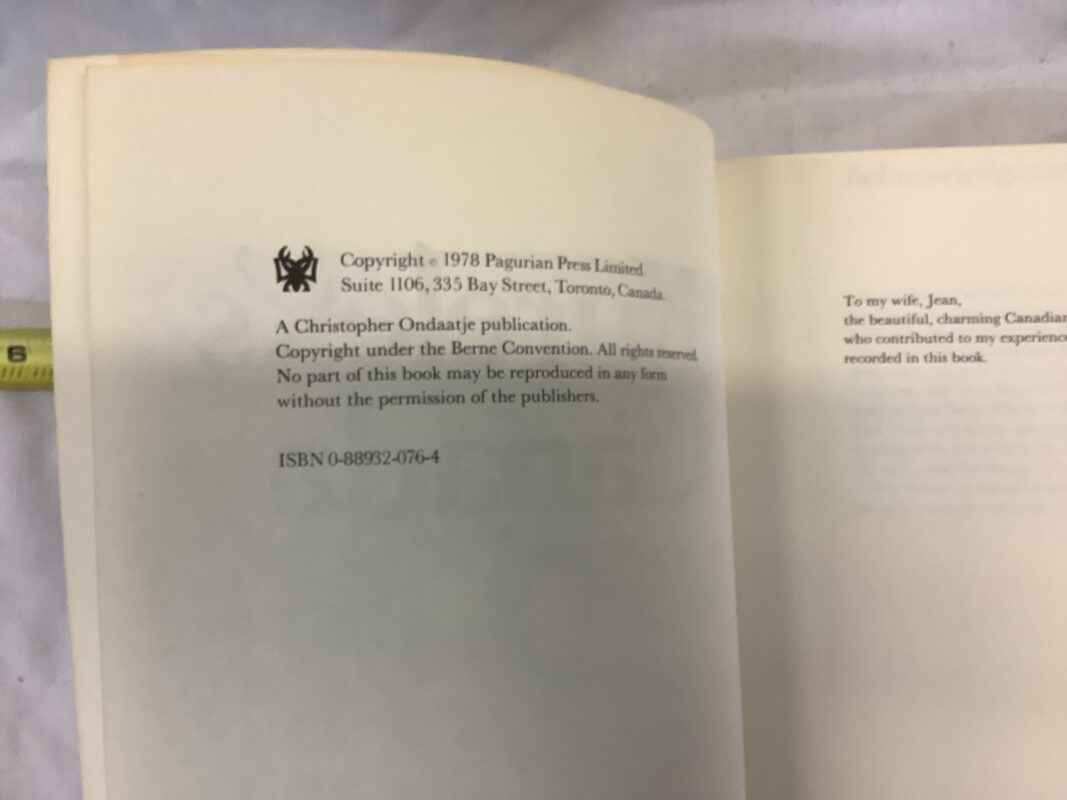 Copyright © 1978 Pagurian Press Limited
Suite 1106, 335 Bay Street, Toronto, Canada.
A Christopher Ondaatje publication.
Copyright under the Berne Convention. All rights reserved.
No part of this book may be reproduced in any form
without the permission of the publishers.
ISBN 0-88932-076-4
To my wife, Jean,
the beautiful, charming Canadian
who contributed to my experience
recorded in this book.
6